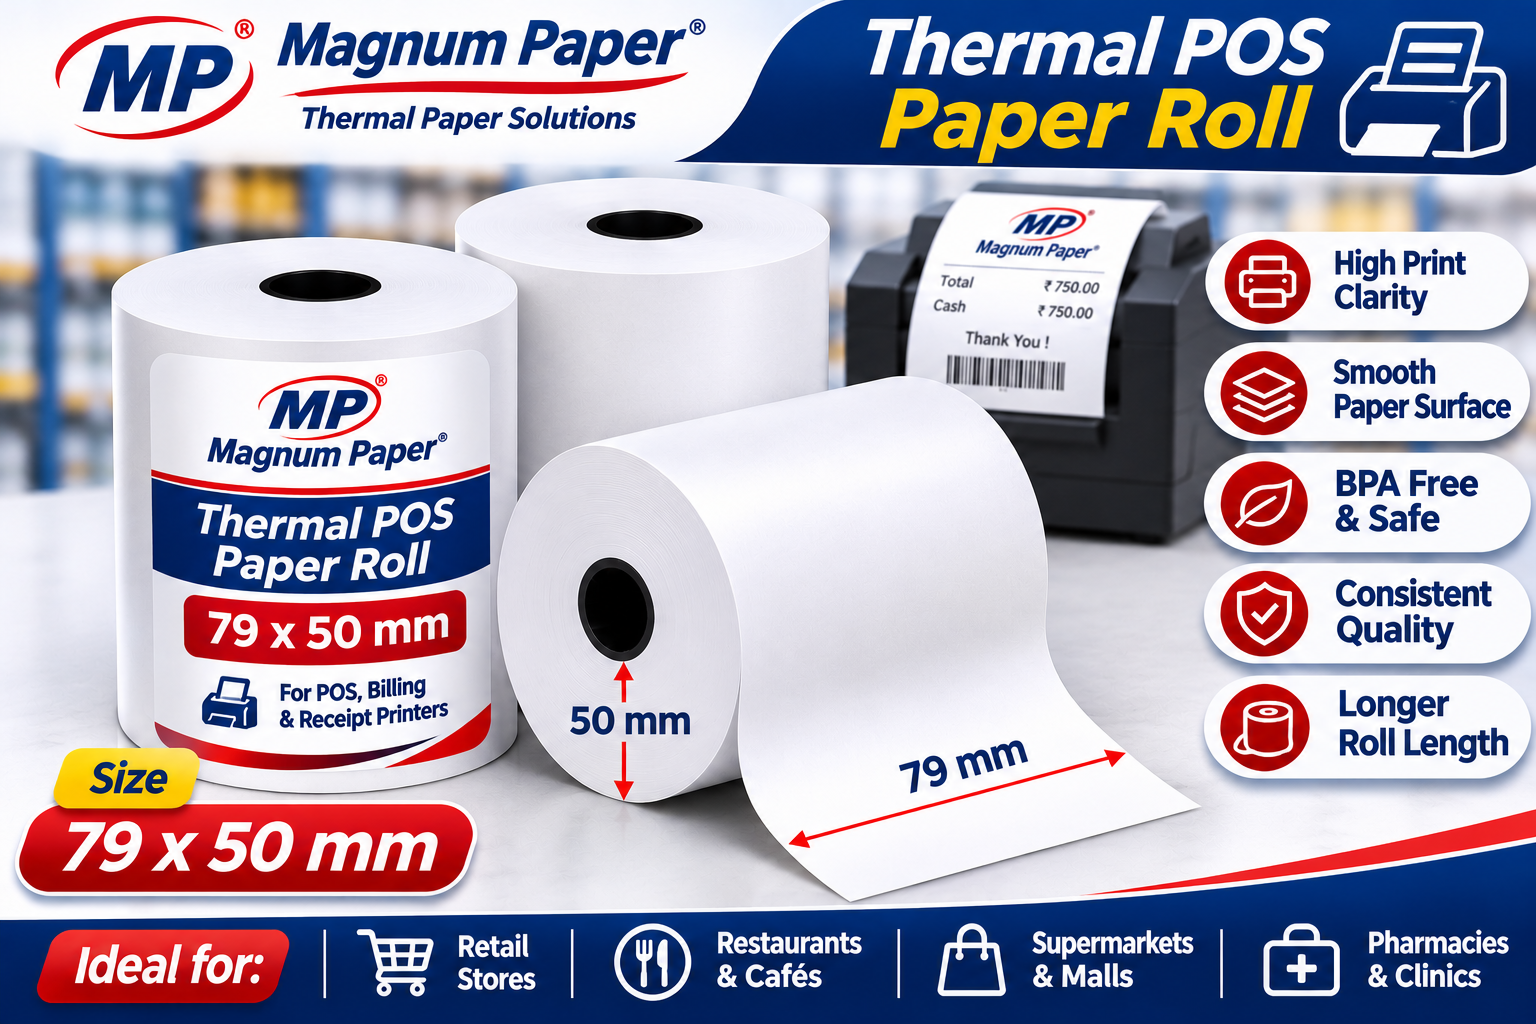 MP®
Magnum Paper®
Thermal Paper Solutions
Thermal POS
Paper Roll
MP®
Magnum Paper®
Total ₹ 750.00
Cash ₹ 750.00
Thank You !
High Print
Clarity
Smooth
Paper Surface
BPA Free
& Safe
Consistent
Quality
Longer
Roll Length
MP®
Magnum Paper®
Thermal POS
Paper Roll
79 x 50 mm
For POS, Billing
& Receipt Printers
50 mm
79 mm
Size
79 x 50 mm
Ideal for:
Retail
Stores
Restaurants
& Cafés
Supermarkets
& Malls
Pharmacies
& Clinics